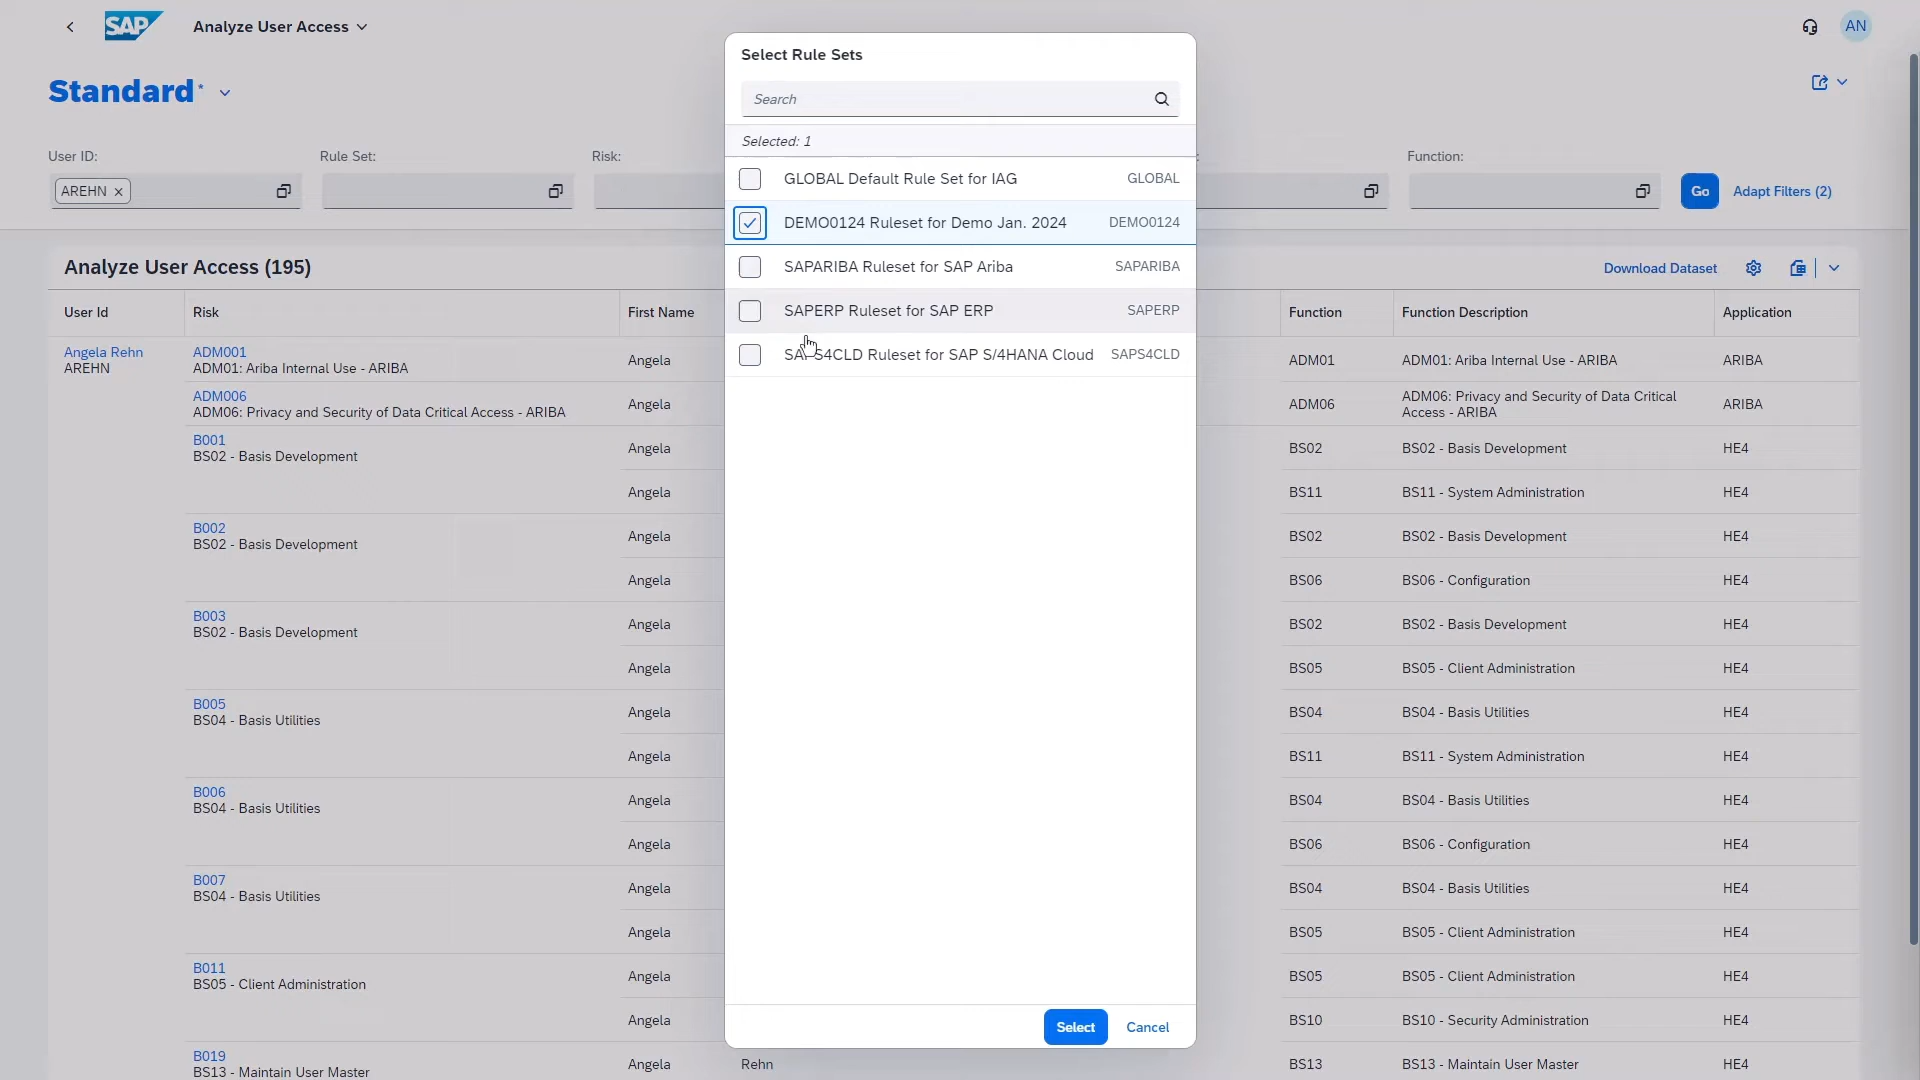 SAP
Analyze User Access
AN
Standard *
User ID:
Rule Set:
Risk:
:
Function:
AREHN
Go
Adapt Filters (2)
Analyze User Access (195)
Download Dataset
User Id
Risk
First Name
Function
Function Description
Application
Angela Rehn
AREHN
ADM001
ADM01: Ariba Internal Use - ARIBA
Angela
ADM01
ADM01: Ariba Internal Use - ARIBA
ARIBA
ADM006
ADM06: Privacy and Security of Data Critical Access - ARIBA
Angela
ADM06
ADM06: Privacy and Security of Data Critical
Access - ARIBA
ARIBA
B001
BS02 - Basis Development
Angela
BS02
BS02 - Basis Development
HE4
Angela
BS11
BS11 - System Administration
HE4
B002
BS02 - Basis Development
Angela
BS02
BS02 - Basis Development
HE4
Angela
BS06
BS06 - Configuration
HE4
B003
BS02 - Basis Development
Angela
BS02
BS02 - Basis Development
HE4
Angela
BS05
BS05 - Client Administration
HE4
B005
BS04 - Basis Utilities
Angela
BS04
BS04 - Basis Utilities
HE4
Angela
BS11
BS11 - System Administration
HE4
B006
BS04 - Basis Utilities
Angela
BS04
BS04 - Basis Utilities
HE4
Angela
BS06
BS06 - Configuration
HE4
B007
BS04 - Basis Utilities
Angela
BS04
BS04 - Basis Utilities
HE4
Angela
BS05
BS05 - Client Administration
HE4
B011
BS05 - Client Administration
Angela
BS05
BS05 - Client Administration
HE4
Angela
BS10
BS10 - Security Administration
HE4
B019
BS13 - Maintain User Master
Angela
Rehn
BS13
BS13 - Maintain User Master
HE4
Select Rule Sets
Search
Selected: 1
GLOBAL Default Rule Set for IAG
GLOBAL
DEMO0124 Ruleset for Demo Jan. 2024
DEMO0124
SAPARIBA Ruleset for SAP Ariba
SAPARIBA
SAPERP Ruleset for SAP ERP
SAPERP
SAPS4CLD Ruleset for SAP S/4HANA Cloud
SAPS4CLD
Select
Cancel